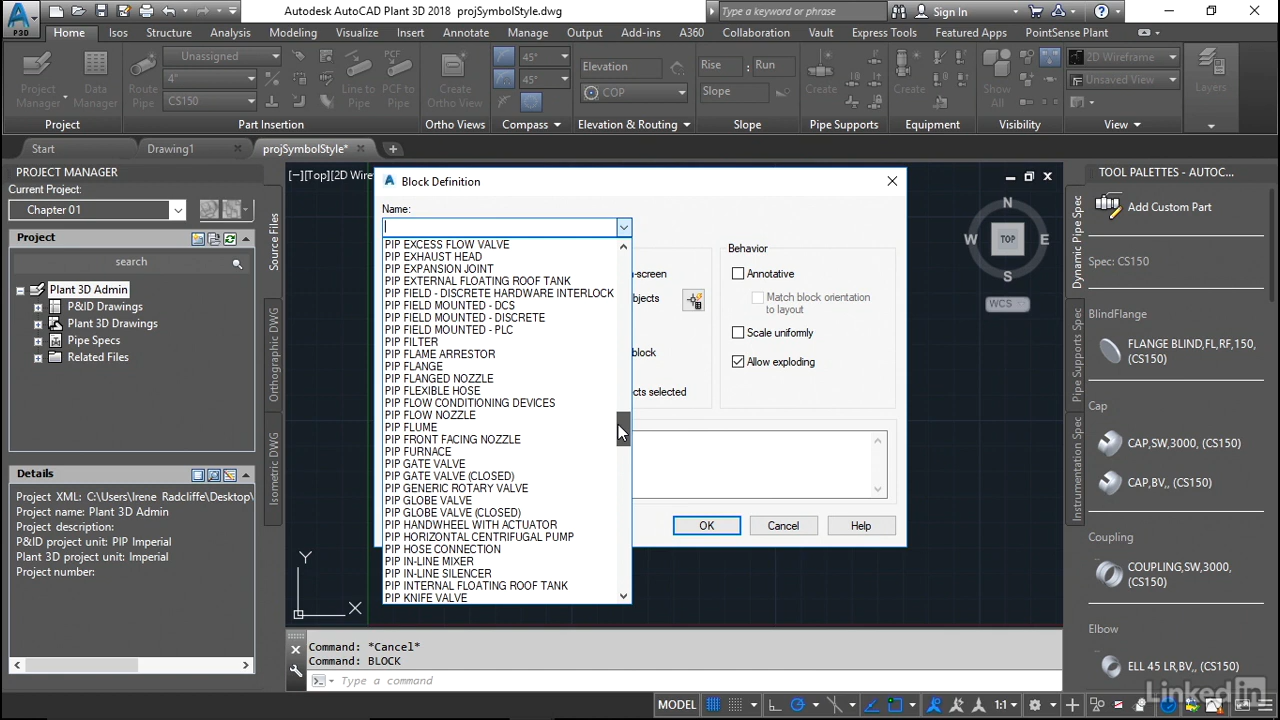 Autodesk AutoCAD Plant 3D 2018 projSymbolStyle.dwg
Type a keyword or phrase
Sign In
P3D
Home
Isos
Structure
Analysis
Modeling
Visualize
Insert
Annotate
Manage
Output
Add-ins
A360
Collaboration
Vault
Express Tools
Featured Apps
PointSense Plant
Project Manager
Data Manager
Route Pipe
Unassigned
4"
CS150
Line to Pipe
PCF to Pipe
Create Ortho View
45°
45°
Elevation
COP
Rise : Run
Slope
Create
Create
Show All
2D Wireframe
Unsaved View
Layers
Project
Part Insertion
Ortho Views
Compass
Elevation & Routing
Slope
Pipe Supports
Equipment
Visibility
View
Start
Drawing1
projSymbolStyle*
PROJECT MANAGER
Current Project:
Chapter 01
Project
search
Plant 3D Admin
P&ID Drawings
Plant 3D Drawings
Pipe Specs
Related Files
Source Files
Orthographic DWG
Isometric DWG
Details
Project XML: C:\Users\Irene Radcliffe\Desktop\
Project name: Plant 3D Admin
Project description:
P&ID project unit: PIP Imperial
Plant 3D project unit: Imperial
Project number:
[−][Top][2D Wire
Block Definition
Name:
PIP EXCESS FLOW VALVE
PIP EXHAUST HEAD
PIP EXPANSION JOINT
PIP EXTERNAL FLOATING ROOF TANK
PIP FIELD - DISCRETE HARDWARE INTERLOCK
PIP FIELD MOUNTED - DCS
PIP FIELD MOUNTED - DISCRETE
PIP FIELD MOUNTED - PLC
PIP FILTER
PIP FLAME ARRESTOR
PIP FLANGE
PIP FLANGED NOZZLE
PIP FLEXIBLE HOSE
PIP FLOW CONDITIONING DEVICES
PIP FLOW NOZZLE
PIP FLUME
PIP FRONT FACING NOZZLE
PIP FURNACE
PIP GATE VALVE
PIP GATE VALVE (CLOSED)
PIP GENERIC ROTARY VALVE
PIP GLOBE VALVE
PIP GLOBE VALVE (CLOSED)
PIP HANDWHEEL WITH ACTUATOR
PIP HORIZONTAL CENTRIFUGAL PUMP
PIP HOSE CONNECTION
PIP IN-LINE MIXER
PIP IN-LINE SILENCER
PIP INTERNAL FLOATING ROOF TANK
PIP KNIFE VALVE
n-screen
bjects
block
ects selected
Behavior
Annotative
Match block orientation
to layout
Scale uniformly
Allow exploding
OK
Cancel
Help
N
W TOP E
S
WCS
Y
X
Command: *Cancel*
Command: BLOCK
Type a command
TOOL PALETTES - AUTOC...
Add Custom Part
Spec: CS150
BlindFlange
FLANGE BLIND,FL,RF,150,
(CS150)
Cap
CAP,SW,3000, (CS150)
CAP,BV,, (CS150)
Coupling
COUPLING,SW,3000,
(CS150)
Elbow
ELL 45 LR,BV,, (CS150)
Dynamic Pipe Spec
Pipe Supports Spec
Instrumentation Spec
MODEL
1:1
LinkedIn